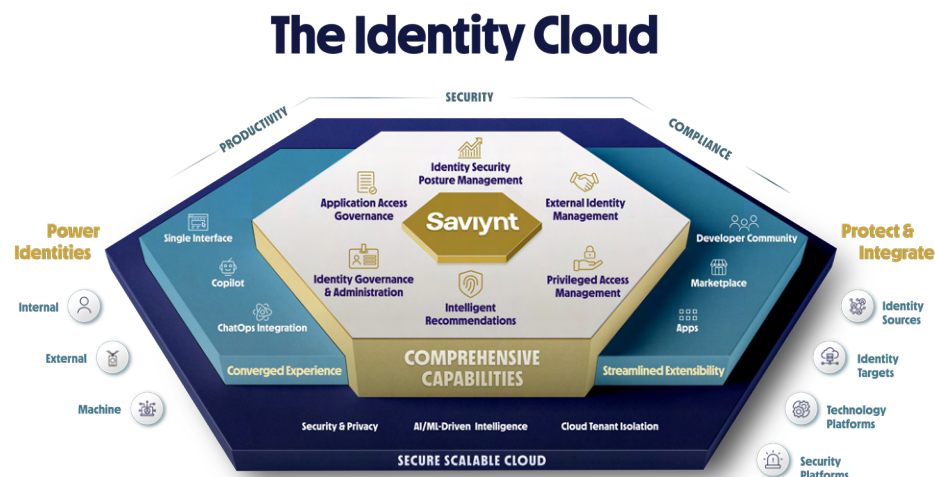 The Identity Cloud
SECURITY
PRODUCTIVITY
COMPLIANCE
Identity Security
Posture Management
Application Access
Governance
External Identity
Management
Saviynt
Identity Governance
& Administration
Privileged Access
Management
Intelligent
Recommendations
COMPREHENSIVE
CAPABILITIES
Single Interface
Copilot
ChatOps Integration
Converged Experience
Developer Community
Marketplace
Apps
Streamlined Extensibility
Power
Identities
Internal
External
Machine
Protect &
Integrate
Identity
Sources
Identity
Targets
Technology
Platforms
Security
Platforms
Security & Privacy
AI/ML-Driven Intelligence
Cloud Tenant Isolation
SECURE SCALABLE CLOUD